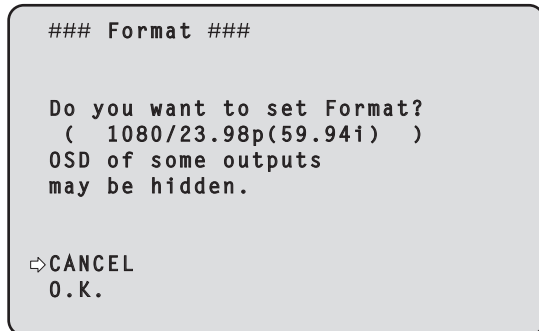 ### Format ###
Do you want to set Format?
( 1080/23.98p(59.94i) )
OSD of some outputs
may be hidden.
⇨CANCEL
O.K.